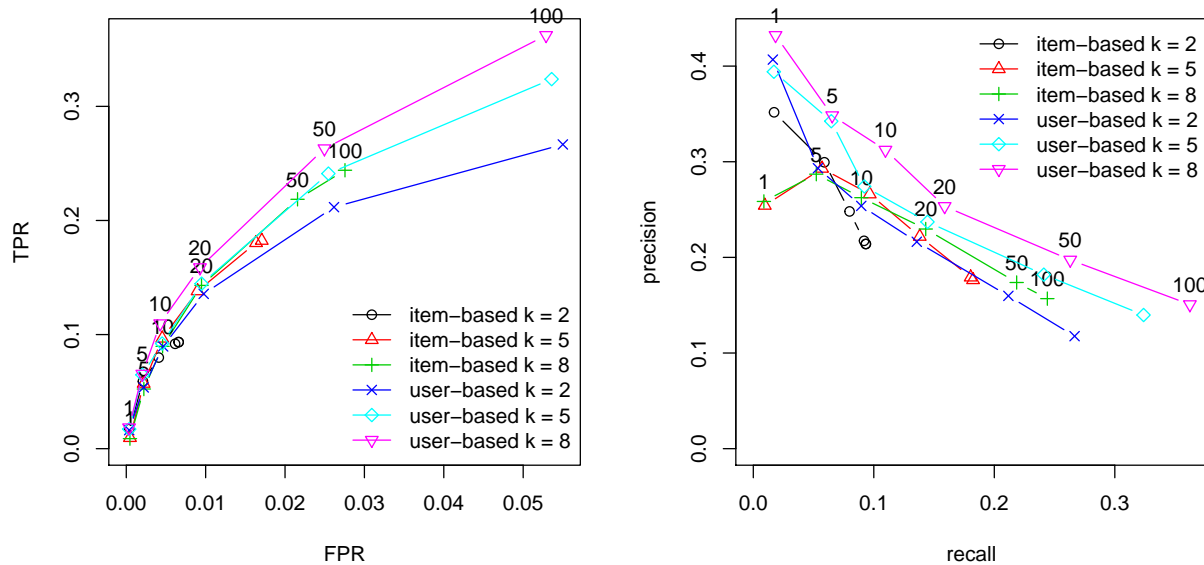 100
50
100
50
20
20
10
10
5
5
1
1
TPR
0.0
0.1
0.2
0.3
0.00
0.01
0.02
0.03
0.04
0.05
FPR
item−based k = 2
item−based k = 5
item−based k = 8
user−based k = 2
user−based k = 5
user−based k = 8
1
5
10
20
50
100
1
5
10
20
50
100
precision
0.0
0.1
0.2
0.3
0.4
0.0
0.1
0.2
0.3
recall
item−based k = 2
item−based k = 5
item−based k = 8
user−based k = 2
user−based k = 5
user−based k = 8